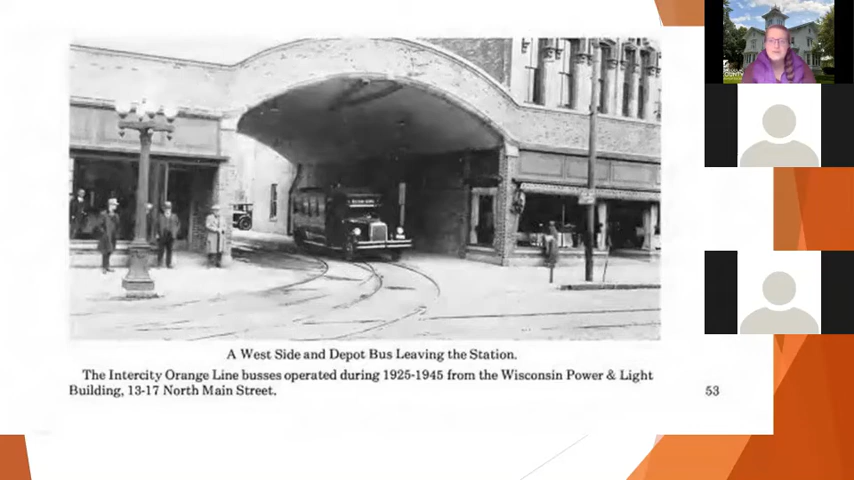 A West Side and Depot Bus Leaving the Station.
The Intercity Orange Line busses operated during 1925-1945 from the Wisconsin Power & Light
Building, 13-17 North Main Street.
53